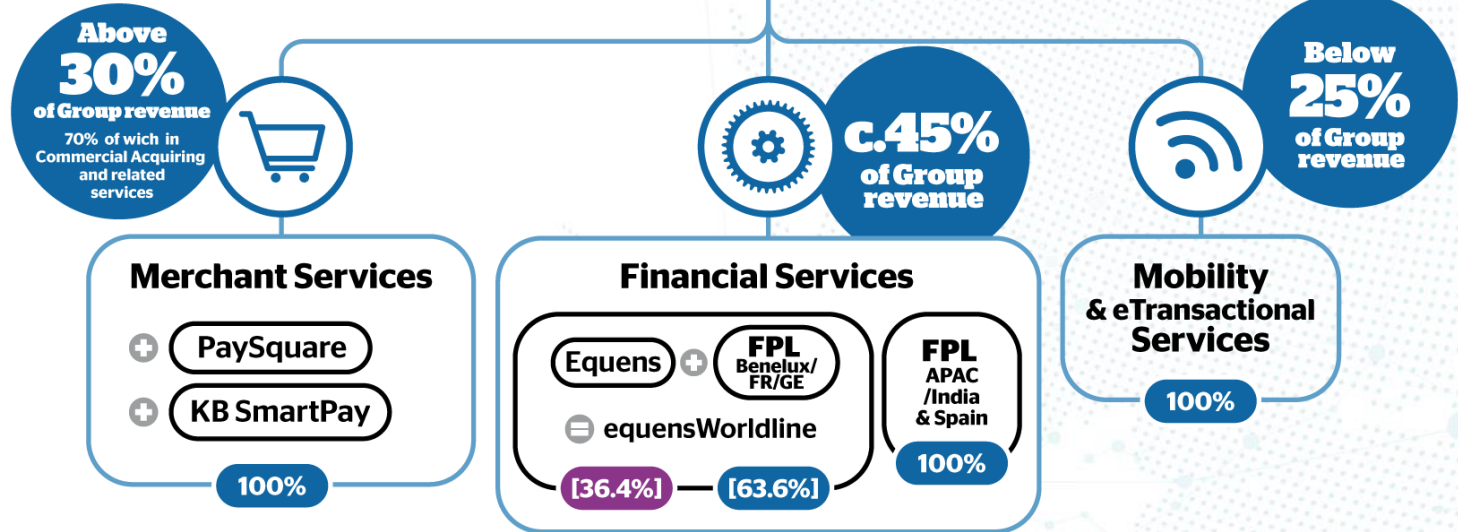 Above
30%
of Group revenue
70% of wich in
Commercial Acquiring
and related
services
c.45%
of Group
revenue
Below
25%
of Group
revenue
Merchant Services
PaySquare
KB SmartPay
100%
Financial Services
Equens
FPL
Benelux/
FR/GE
equensWorldline
[36.4%]
[63.6%]
FPL
APAC
/India
& Spain
100%
Mobility
& eTransactional
Services
100%